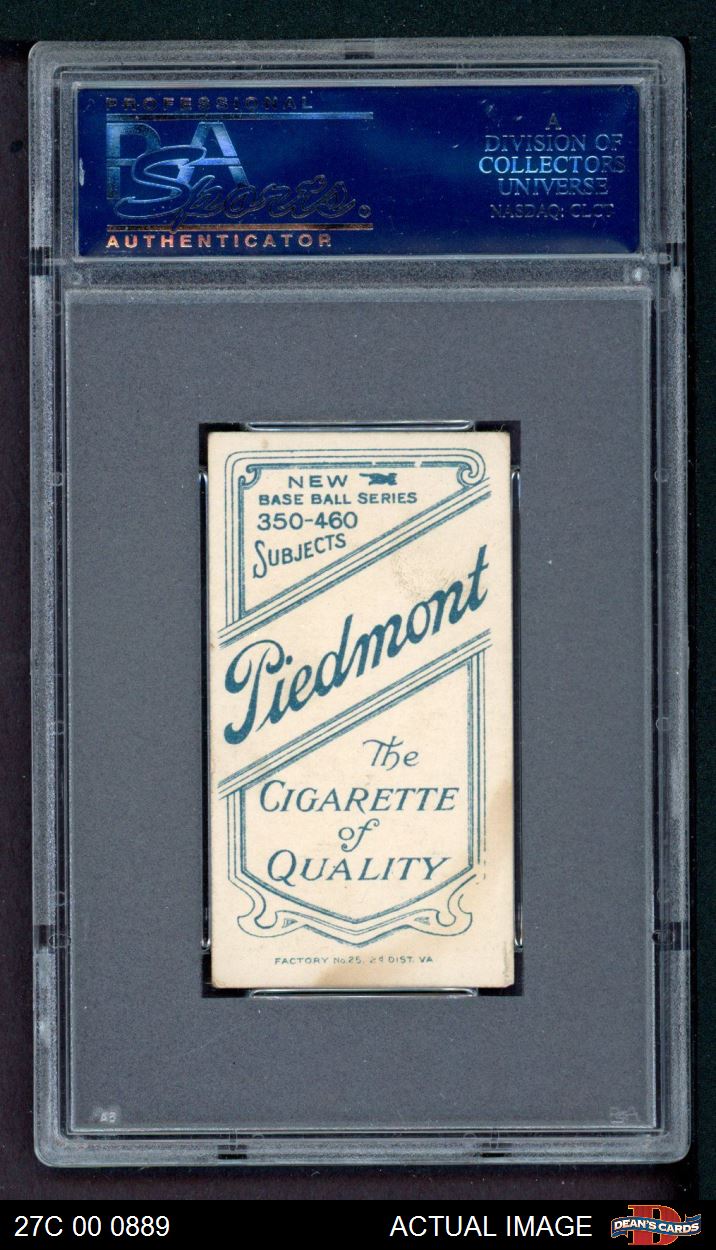 PROFESSIONAL
PSA
Sports
AUTHENTICATOR
A
DIVISION OF
COLLECTORS
UNIVERSE
NASDAQ: CLCT
NEW
BASE BALL SERIES
350-460
SUBJECTS
Piedmont
The
CIGARETTE
of
QUALITY
FACTORY No. 25, 2d DIST. VA
PSA
27C 00 0889
ACTUAL IMAGE
D
DEAN'S CARDS